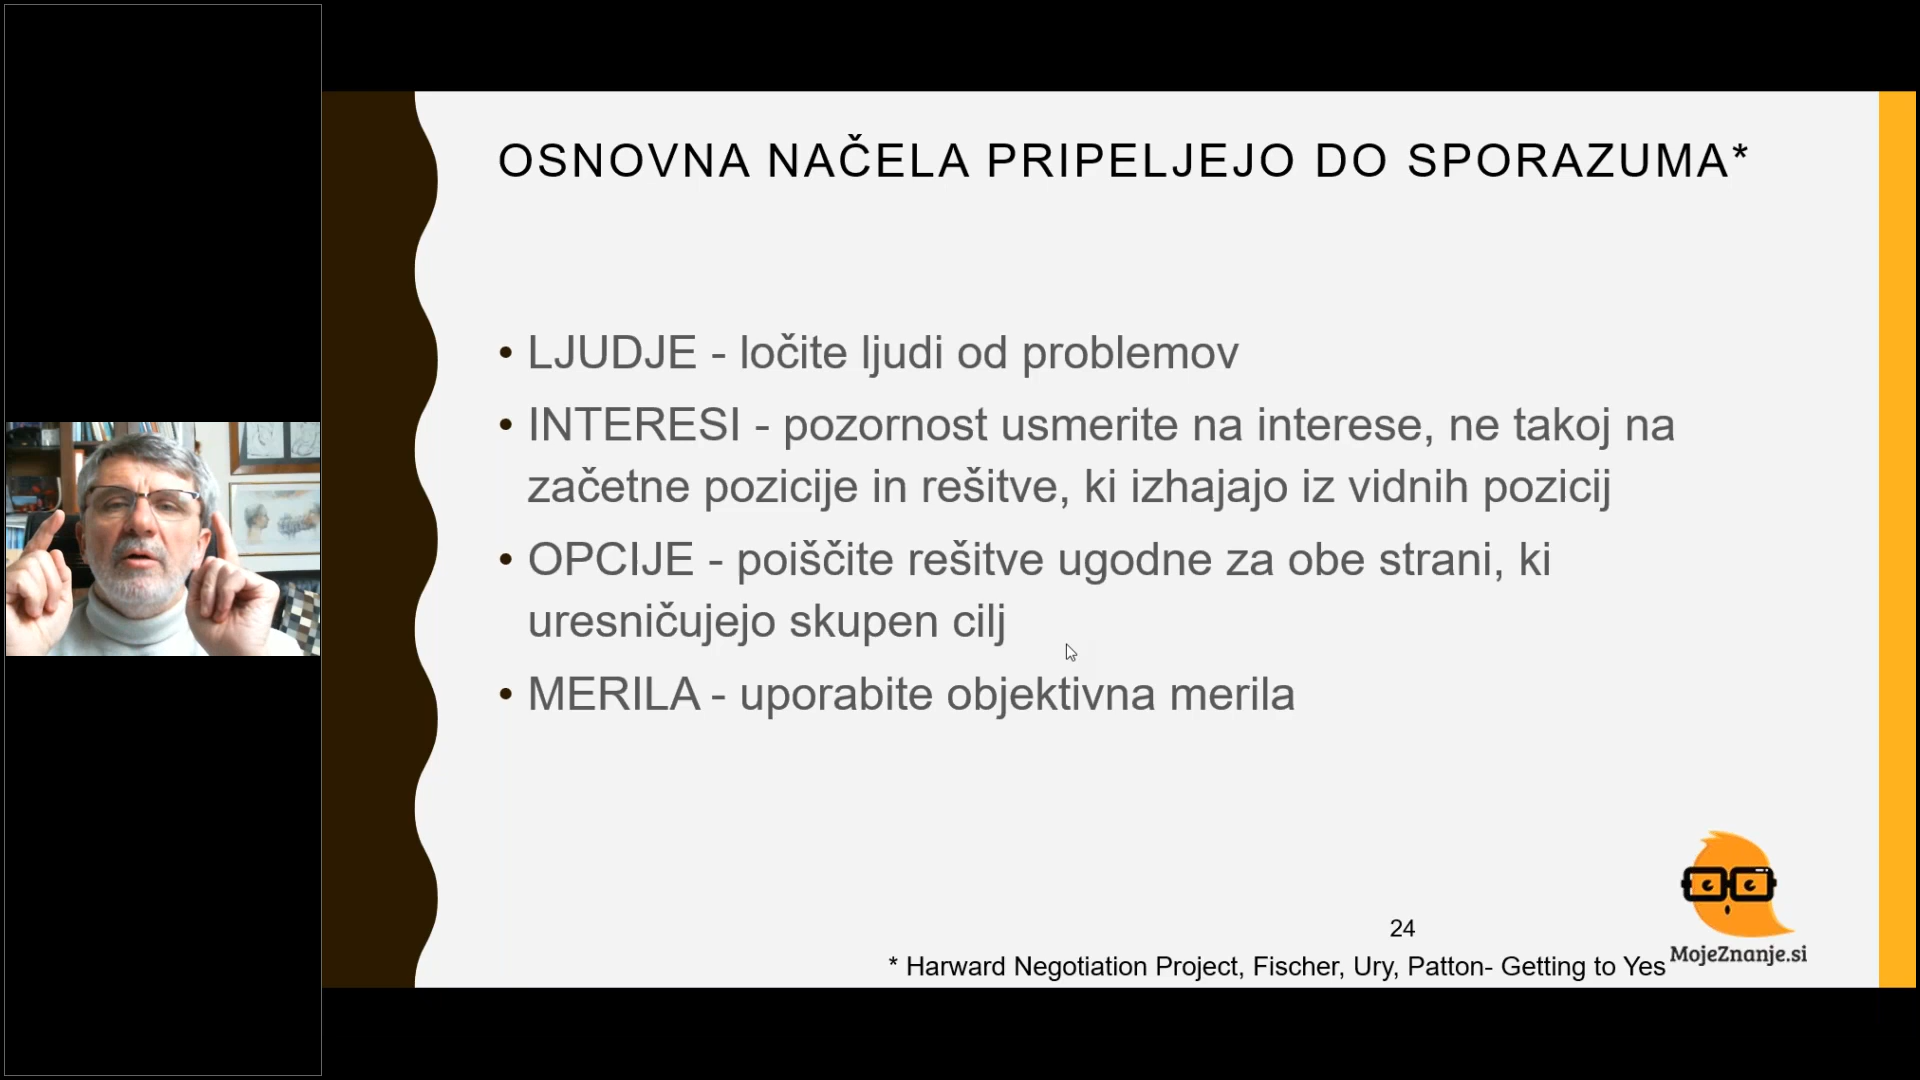 OSNOVNA NAČELA PRIPELJEJO DO SPORAZUMA*
• LJUDJE - ločite ljudi od problemov
• INTERESI - pozornost usmerite na interese, ne takoj na
začetne pozicije in rešitve, ki izhajajo iz vidnih pozicij
• OPCIJE - poiščite rešitve ugodne za obe strani, ki
uresničujejo skupen cilj
• MERILA - uporabite objektivna merila
24
* Harward Negotiation Project, Fischer, Ury, Patton- Getting to Yes
MojeZnanje.si